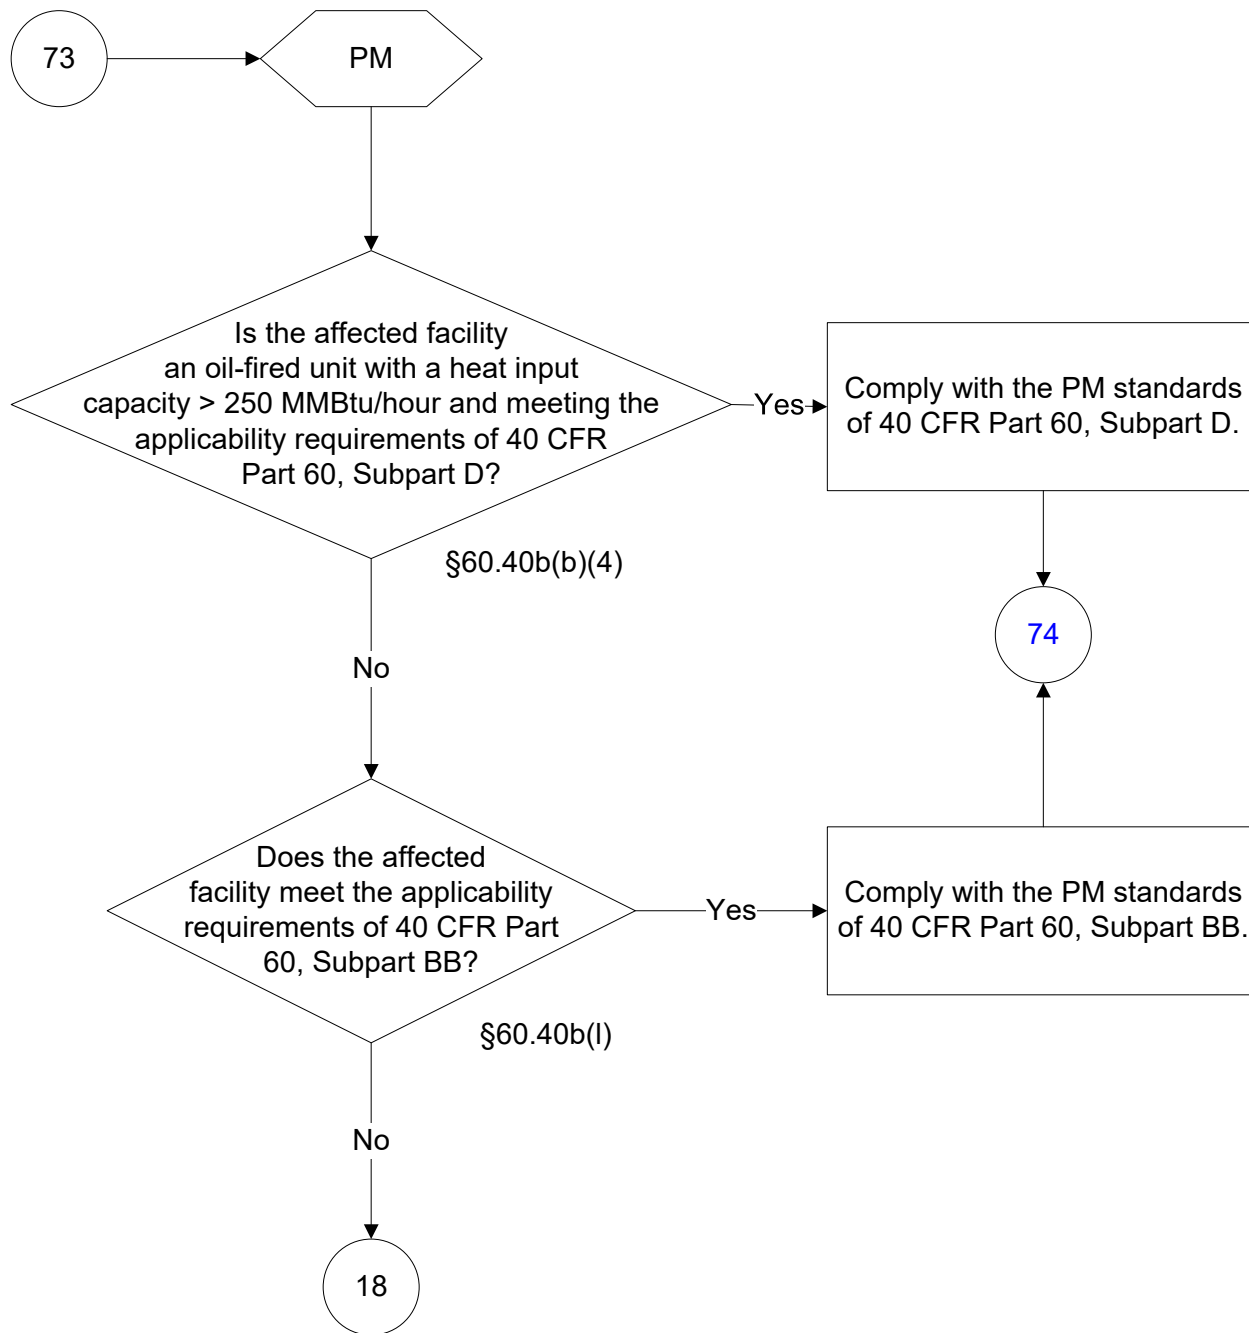 73
PM
Is the affected facility
an oil-fired unit with a heat input
capacity > 250 MMBtu/hour and meeting the
applicability requirements of 40 CFR
Part 60, Subpart D?
Yes
Comply with the PM standards
of 40 CFR Part 60, Subpart D.
§60.40b(b)(4)
74
No
Does the affected
facility meet the applicability
requirements of 40 CFR Part
60, Subpart BB?
Yes
Comply with the PM standards
of 40 CFR Part 60, Subpart BB.
§60.40b(l)
No
18